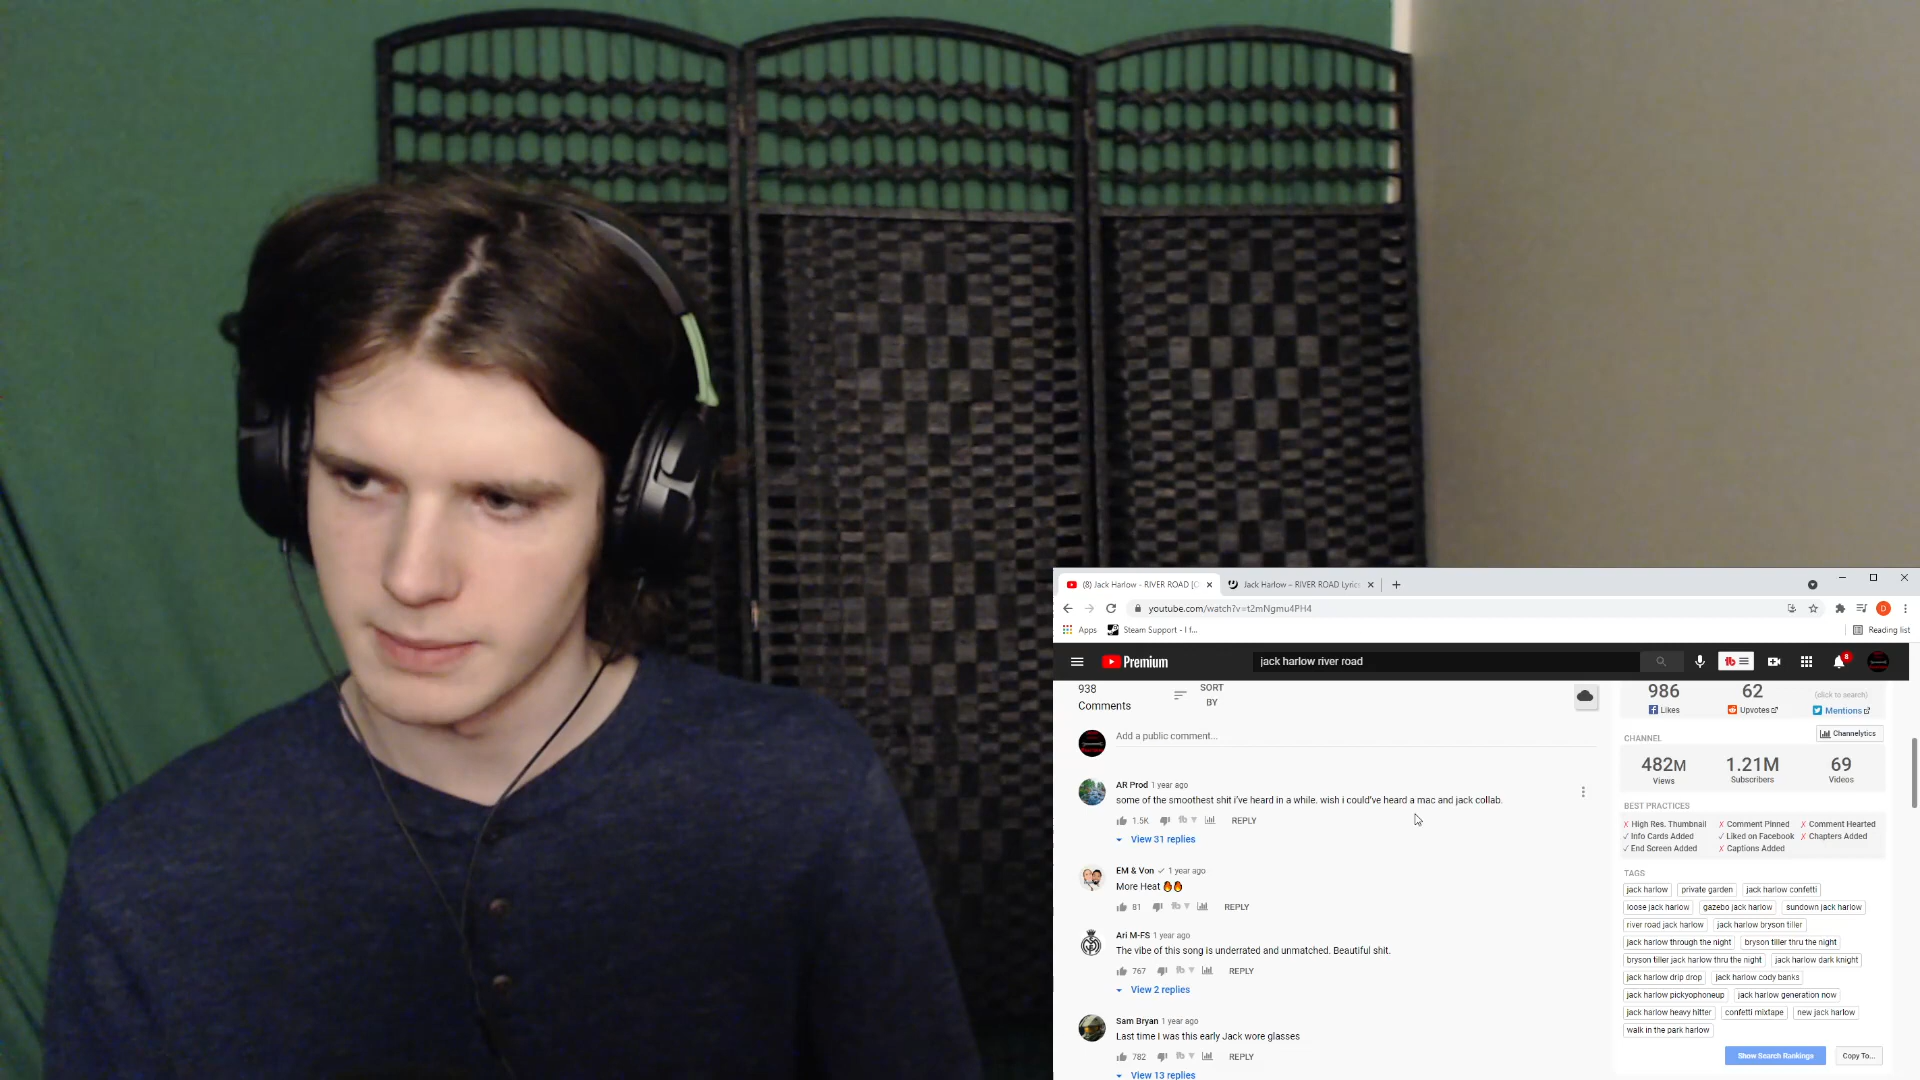 (8) Jack Harlow - RIVER ROAD [O
Jack Harlow – RIVER ROAD Lyric
youtube.com/watch?v=t2mNgmu4PH4
Apps
Steam Support - I f...
Reading list
Premium
jack harlow river road
8
938
Comments
SORT
BY
Add a public comment...
AR Prod 1 year ago
some of the smoothest shit i've heard in a while. wish i could've heard a mac and jack collab.
1.5K
REPLY
View 31 replies
EM & Von 1 year ago
More Heat 🔥🔥
81
REPLY
Ari M-FS 1 year ago
The vibe of this song is underrated and unmatched. Beautiful shit.
767
REPLY
View 2 replies
Sam Bryan 1 year ago
Last time I was this early Jack wore glasses
782
REPLY
View 13 replies
986
Likes
62
Upvotes
(click to search)
Mentions
CHANNEL
Channelytics
482M
Views
1.21M
Subscribers
69
Videos
BEST PRACTICES
✗ High Res. Thumbnail ✗ Comment Pinned ✗ Comment Hearted
✓ Info Cards Added ✓ Liked on Facebook ✗ Chapters Added
✓ End Screen Added ✗ Captions Added
TAGS
jack harlow private garden jack harlow confetti
loose jack harlow gazebo jack harlow sundown jack harlow
river road jack harlow jack harlow bryson tiller
jack harlow through the night bryson tiller thru the night
bryson tiller jack harlow thru the night jack harlow dark knight
jack harlow drip drop jack harlow cody banks
jack harlow pickyophoneup jack harlow generation now
jack harlow heavy hitter confetti mixtape new jack harlow
walk in the park harlow
Show Search Rankings
Copy To...